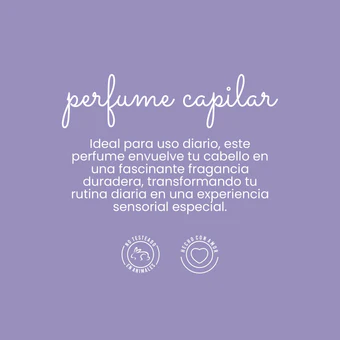 perfume capilar
Ideal para uso diario, este
perfume envuelve tu cabello en
una fascinante fragancia
duradera, transformando tu
rutina diaria en una experiencia
sensorial especial.
NO TESTEADO
EN ANIMALES
HECHO CON AMOR